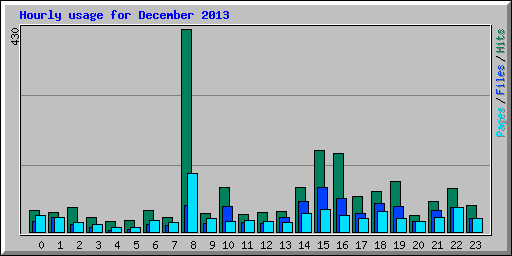 Hourly usage for December 2013
430
Pages/Files/Hits
0 1 2 3 4 5 6 7 8 9 10 11 12 13 14 15 16 17 18 19 20 21 22 23